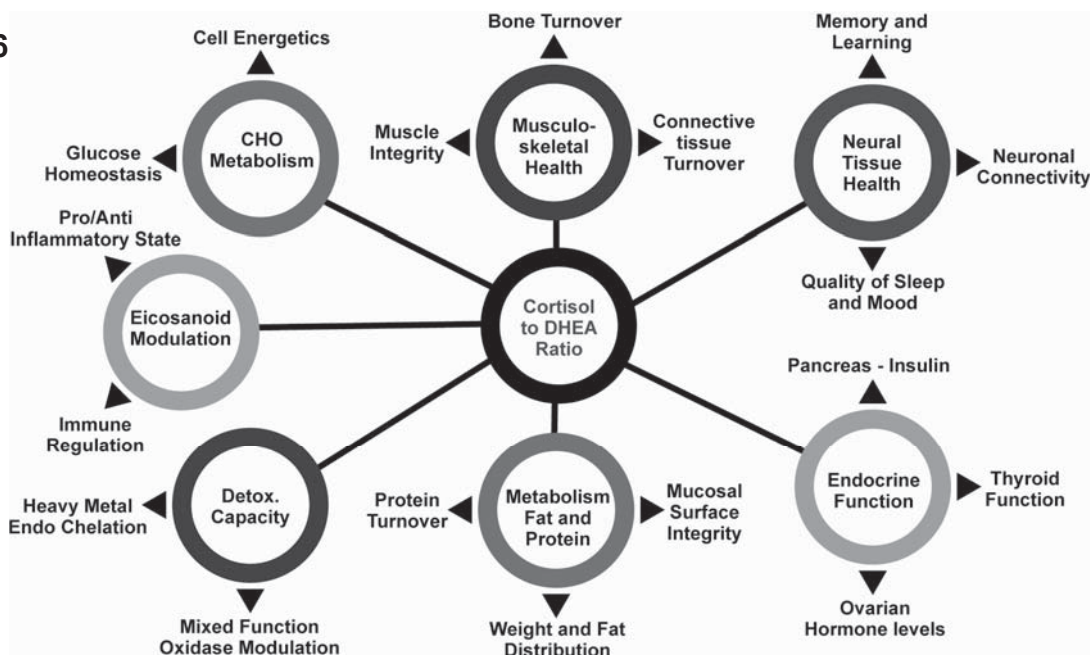 6
Cell Energetics
CHO
Metabolism
Glucose
Homeostasis
Bone Turnover
Muscle
Integrity
Musculo-
skeletal
Health
Connective
tissue
Turnover
Memory and
Learning
Neural
Tissue
Health
Neuronal
Connectivity
Quality of Sleep
and Mood
Pro/Anti
Inflammatory State
Eicosanoid
Modulation
Immune
Regulation
Cortisol
to DHEA
Ratio
Pancreas - Insulin
Endocrine
Function
Thyroid
Function
Ovarian
Hormone levels
Heavy Metal
Endo Chelation
Detox.
Capacity
Mixed Function
Oxidase Modulation
Protein
Turnover
Metabolism
Fat and
Protein
Mucosal
Surface
Integrity
Weight and Fat
Distribution